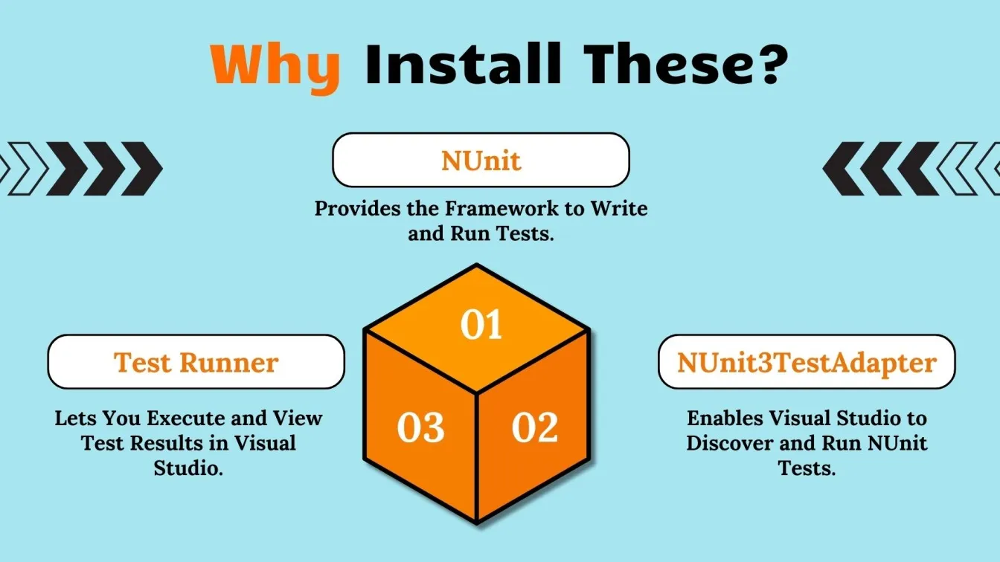 Why Install These?
NUnit
Provides the Framework to Write
and Run Tests.
01
Test Runner
Lets You Execute and View
Test Results in Visual
Studio.
03
02
NUnit3TestAdapter
Enables Visual Studio to
Discover and Run NUnit
Tests.